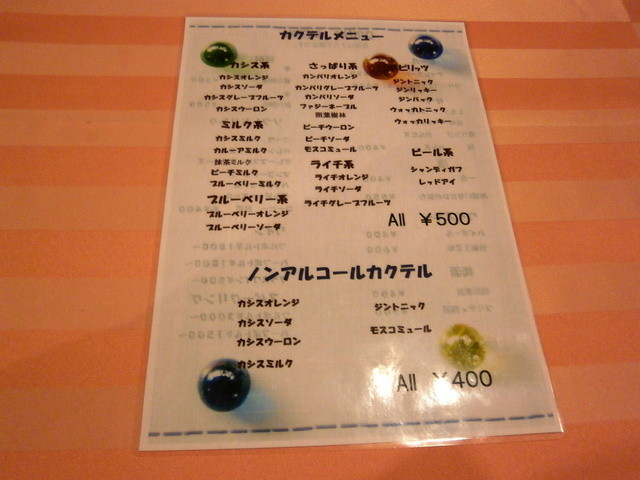 カクテルメニュー
カシス系
カシスオレンジ
カシスソーダ
カシスグレープフルーツ
カシスウーロン
ミルク系
カシスミルク
カルーアミルク
抹茶ミルク
ピーチミルク
ブルーベリーミルク
ブルーベリー系
ブルーベリーオレンジ
ブルーベリーソーダ
さっぱり系
カンパリオレンジ
カンパリグレープフルーツ
カンパリソーダ
ファジーネーブル
照葉樹林
ピーチウーロン
ピーチソーダ
モスコミュール
ライチ系
ライチオレンジ
ライチソーダ
ライチグレープフルーツ
ピリッツ
ジントニック
ジンリッキー
ジンバック
ウォッカトニック
ウォッカリッキー
ビール系
シャンディガフ
レッドアイ
All ¥500
ノンアルコールカクテル
カシスオレンジ
カシスソーダ
カシスウーロン
カシスミルク
ジントニック
モスコミュール
All ¥400